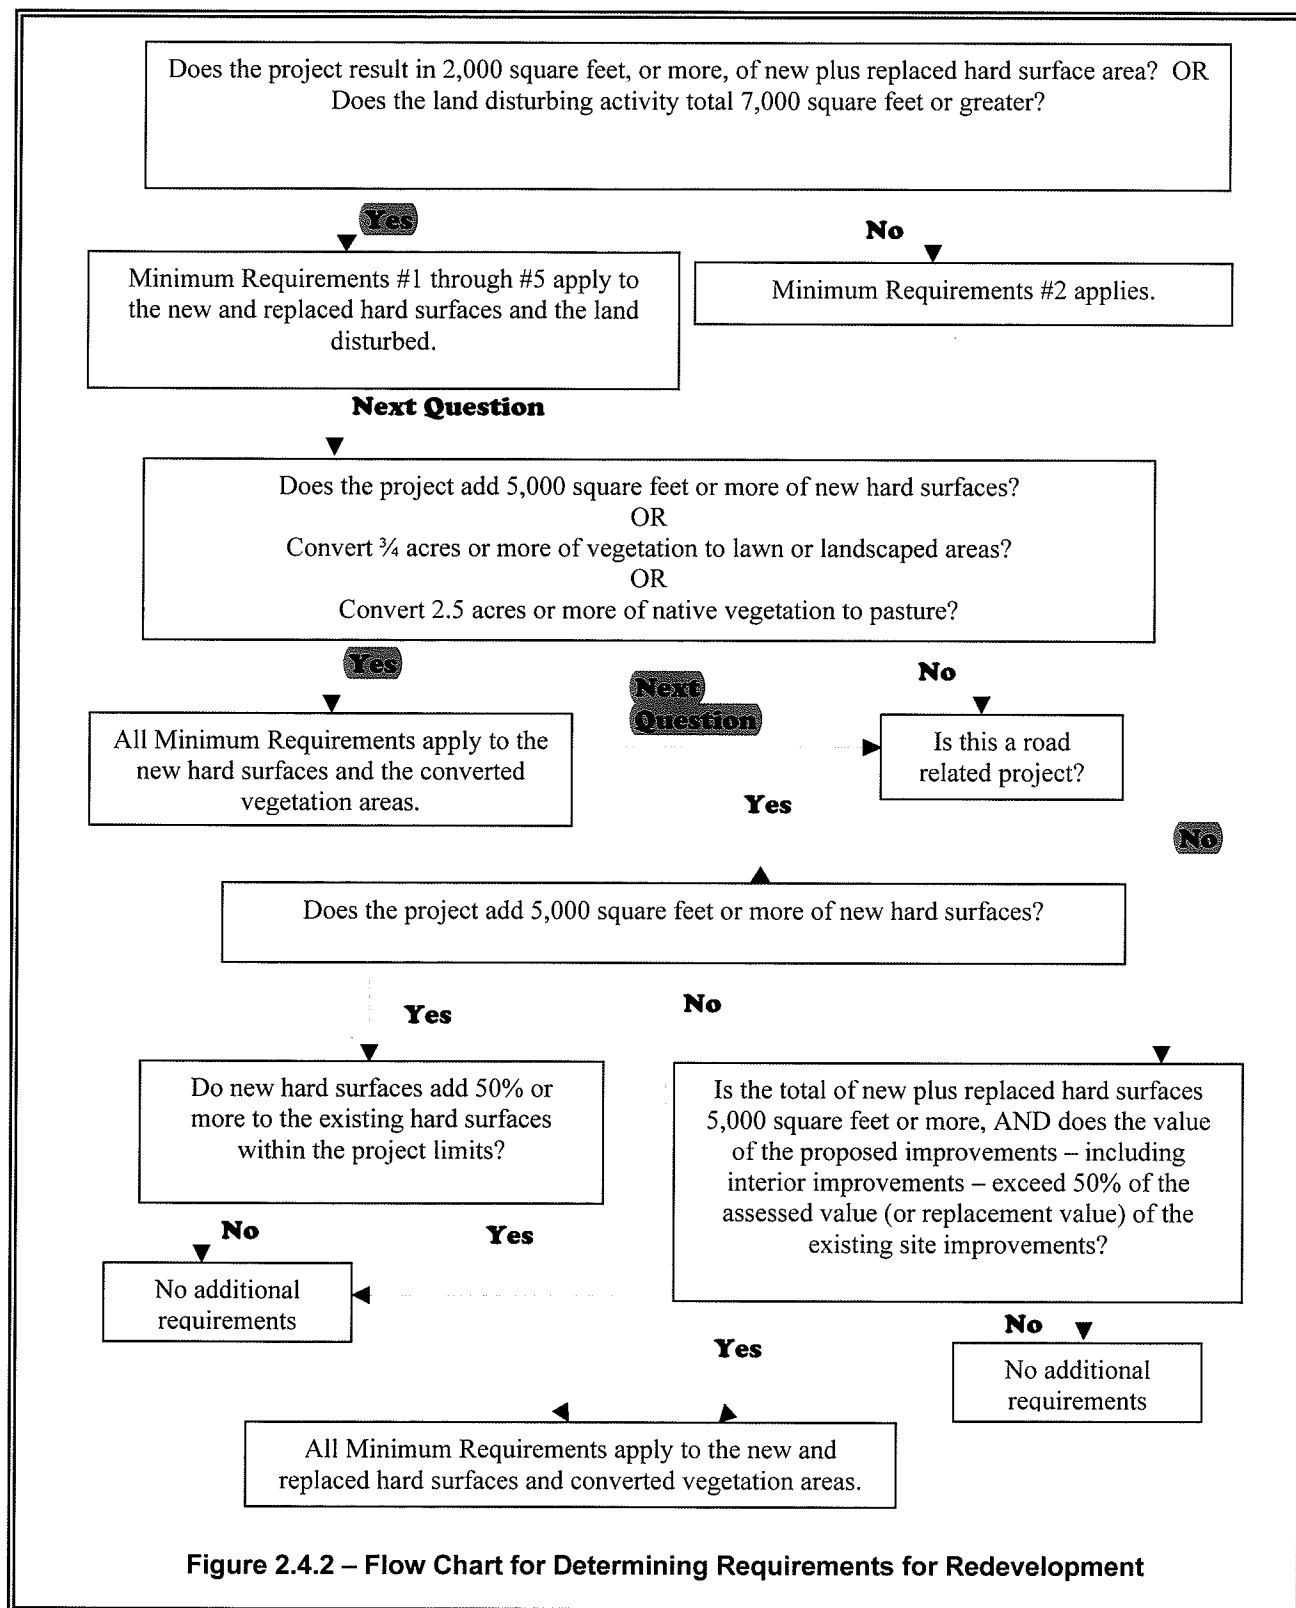 Does the project result in 2,000 square feet, or more, of new plus replaced hard surface area?  OR
Does the land disturbing activity total 7,000 square feet or greater?
Yes
No
Minimum Requirements #1 through #5 apply to
the new and replaced hard surfaces and the land
disturbed.
Minimum Requirements #2 applies.
Next Question
Does the project add 5,000 square feet or more of new hard surfaces?
OR
Convert ¾ acres or more of vegetation to lawn or landscaped areas?
OR
Convert 2.5 acres or more of native vegetation to pasture?
Yes
Next
Question
No
All Minimum Requirements apply to the
new hard surfaces and the converted
vegetation areas.
Is this a road
related project?
Yes
No
Does the project add 5,000 square feet or more of new hard surfaces?
Yes
No
Do new hard surfaces add 50% or
more to the existing hard surfaces
within the project limits?
Is the total of new plus replaced hard surfaces
5,000 square feet or more, AND does the value
of the proposed improvements – including
interior improvements – exceed 50% of the
assessed value (or replacement value) of the
existing site improvements?
No
Yes
No additional
requirements
No
Yes
No additional
requirements
All Minimum Requirements apply to the new and
replaced hard surfaces and converted vegetation areas.
Figure 2.4.2 – Flow Chart for Determining Requirements for Redevelopment